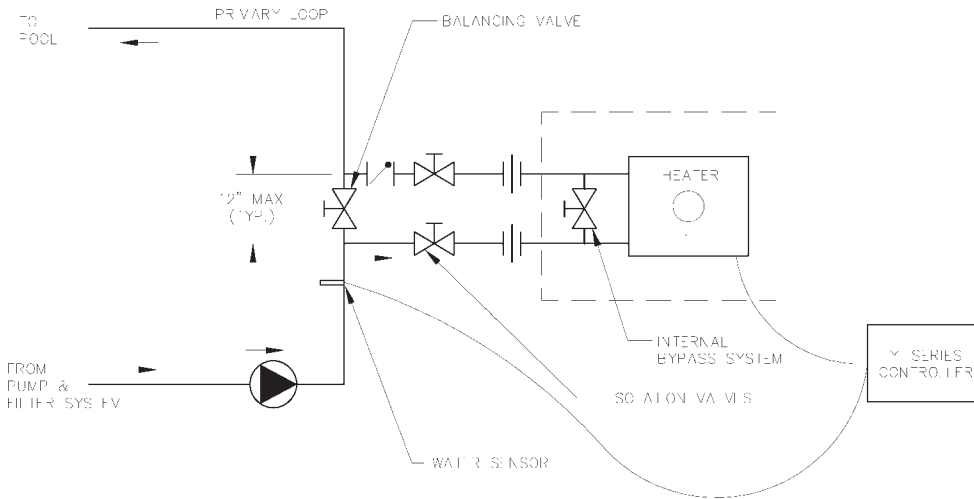 PRIMARY LOOP
TO
POOL
BALANCING VALVE
12" MAX
(TYP.)
HEATER
INTERNAL
BYPASS SYSTEM
M SERIES
CONTROLLER
FROM
PUMP &
FILTER SYSTEM
ISOLATION VALVES
WATER SENSOR